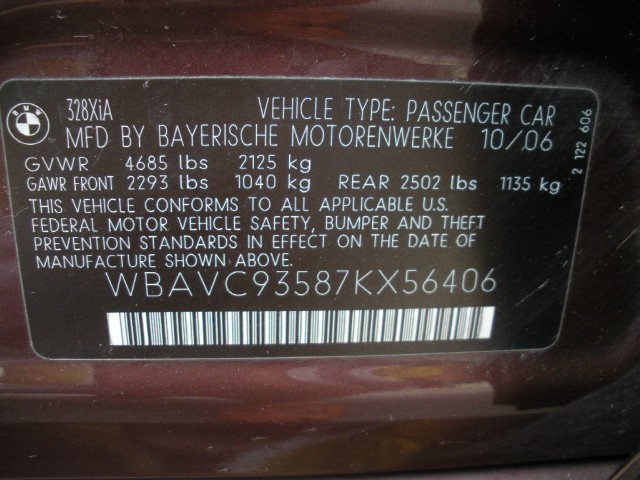 BMW
328XiA VEHICLE TYPE: PASSENGER CAR
MFD BY BAYERISCHE MOTORENWERKE 10/06
GVWR 4685 lbs 2125 kg
GAWR FRONT 2293 lbs 1040 kg REAR 2502 lbs 1135 kg
THIS VEHICLE CONFORMS TO ALL APPLICABLE U.S.
FEDERAL MOTOR VEHICLE SAFETY, BUMPER AND THEFT
PREVENTION STANDARDS IN EFFECT ON THE DATE OF
MANUFACTURE SHOWN ABOVE.
WBAVC93587KX56406
2 122 606